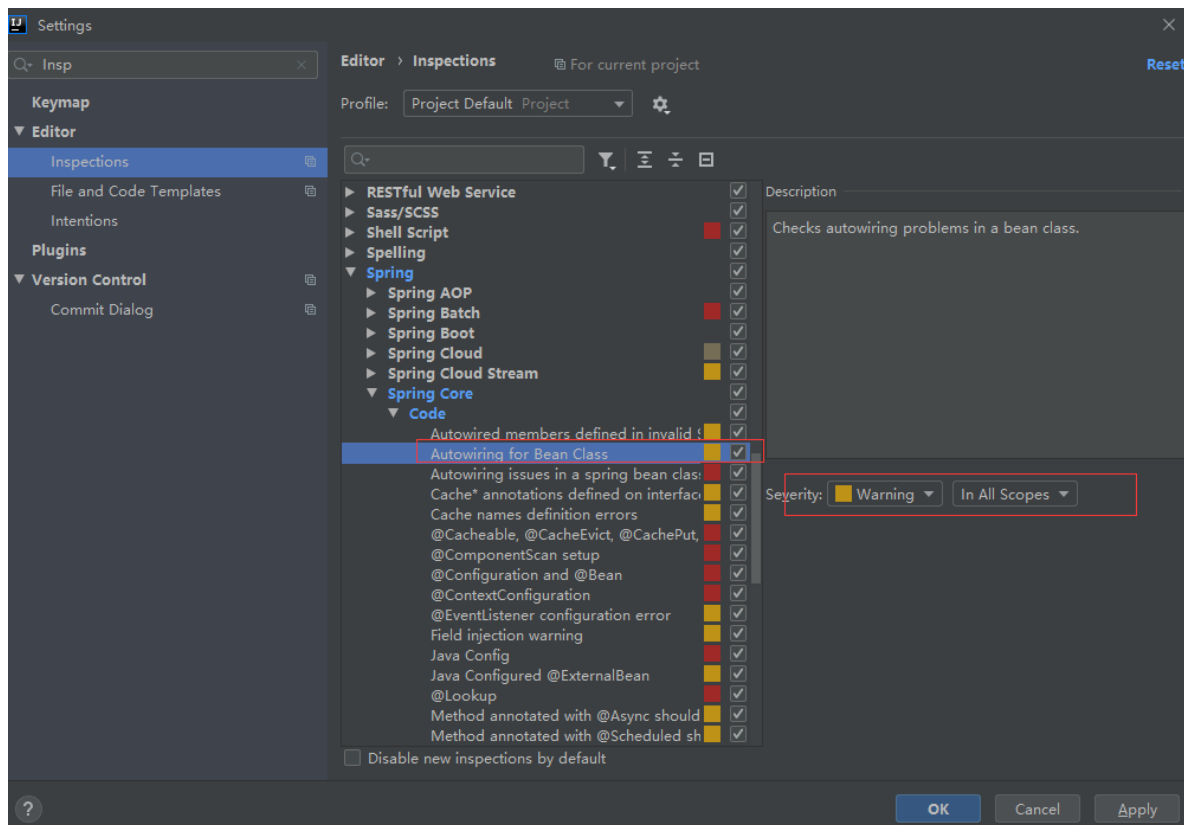 Settings
Insp
Keymap
Editor
Inspections
File and Code Templates
Intentions
Plugins
Version Control
Commit Dialog
Editor › Inspections
For current project
Reset
Profile: Project Default Project
RESTful Web Service
Sass/SCSS
Shell Script
Spelling
Spring
Spring AOP
Spring Batch
Spring Boot
Spring Cloud
Spring Cloud Stream
Spring Core
Code
Autowired members defined in invalid
Autowiring for Bean Class
Autowiring issues in a spring bean clas
Cache* annotations defined on interfac
Cache names definition errors
@Cacheable, @CacheEvict, @CachePut,
@ComponentScan setup
@Configuration and @Bean
@ContextConfiguration
@EventListener configuration error
Field injection warning
Java Config
Java Configured @ExternalBean
@Lookup
Method annotated with @Async should
Method annotated with @Scheduled sh
Disable new inspections by default
Description
Checks autowiring problems in a bean class.
Severity: Warning In All Scopes
?
OK
Cancel
Apply